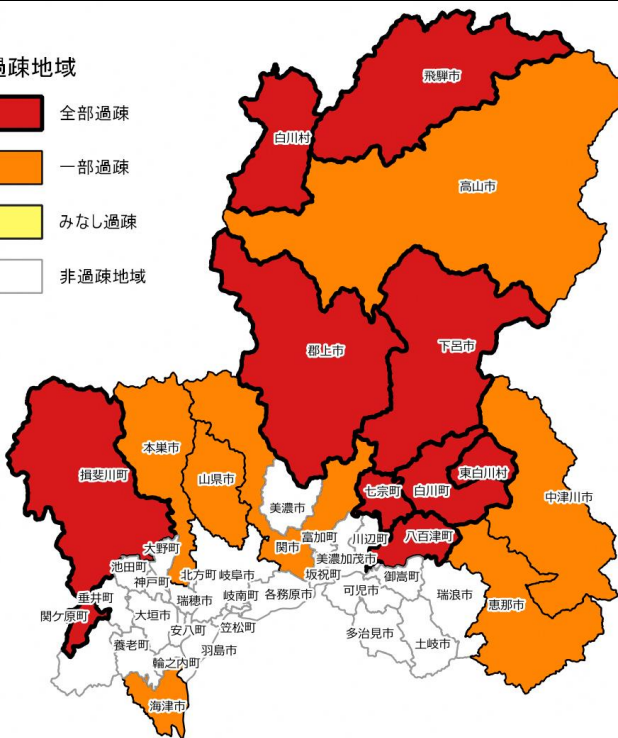 過疎地域
全部過疎
一部過疎
みなし過疎
非過疎地域
飛騨市
白川村
高山市
郡上市
下呂市
本巣市
揖斐川町
山県市
東白川村
七宗町
白川町
中津川市
美濃市
八百津町
富加町
川辺町
大野町
関市
美濃加茂市
池田町
北方町
岐阜市
坂祝町
御嵩町
神戸町
可児市
瑞浪市
垂井町
瑞穂市
岐南町
各務原市
恵那市
関ケ原町
大垣市
安八町
笠松町
多治見市
土岐市
養老町
羽島市
輪之内町
海津市